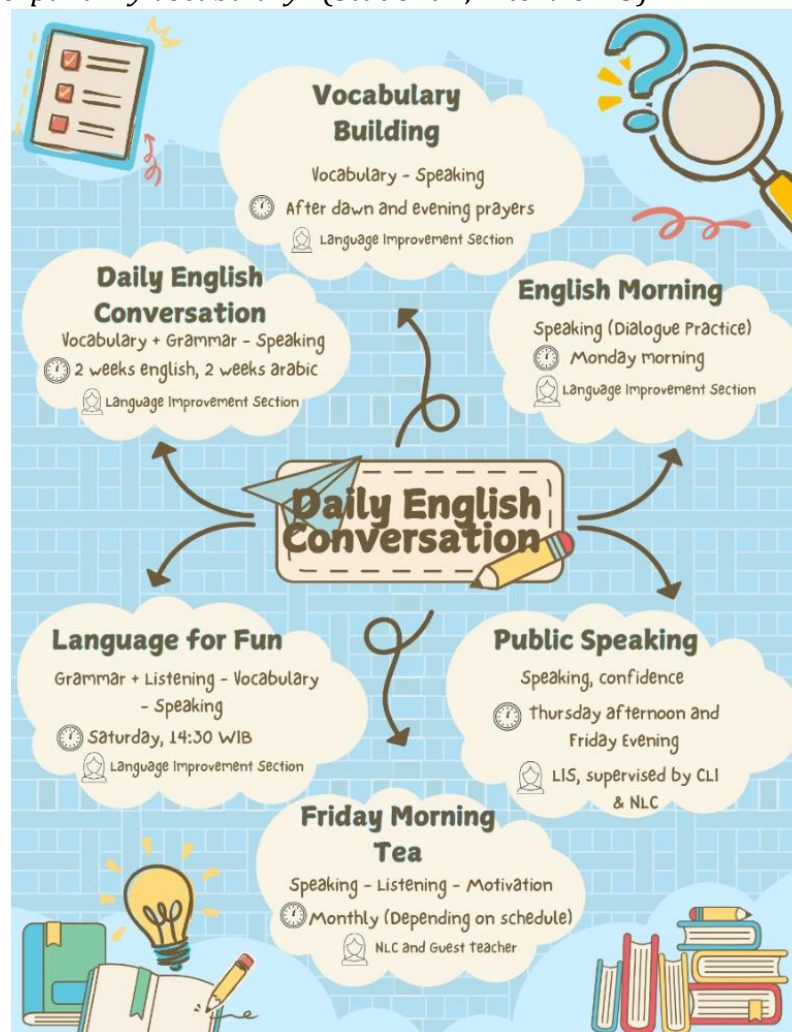 Vocabulary
Building
Vocabulary - Speaking
After dawn and evening prayers
Language Improvement Section
Daily English
Conversation
Vocabulary + Grammar - Speaking
2 weeks english, 2 weeks arabic
Language Improvement Section
English Morning
Speaking (Dialogue Practice)
Monday morning
Language Improvement Section
Daily English
Conversation
Language for Fun
Grammar + Listening - Vocabulary
- Speaking
Saturday, 14:30 WIB
Language Improvement Section
Public Speaking
Speaking, confidence
Thursday afternoon and
Friday Evening
LIS, supervised by CLI
& NLC
Friday Morning
Tea
Speaking - Listening - Motivation
Monthly (Depending on schedule)
NLC and Guest Teacher